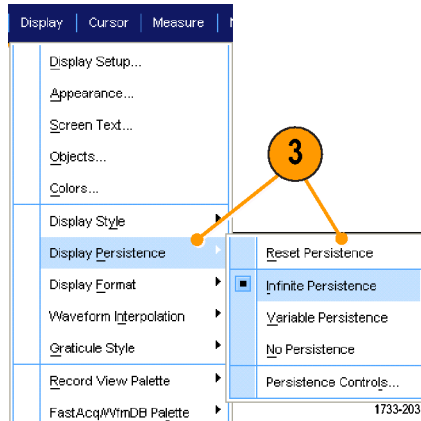 Display Cursor Measure
Display Setup...
Appearance...
Screen Text...
Objects...
3
Colors...
Display Style
Display Persistence
Reset Persistence
Display Format
Infinite Persistence
Waveform Interpolation
Variable Persistence
Graticule Style
No Persistence
Record View Palette
Persistence Controls...
FastAcq/WfmDB Palette
1733-203